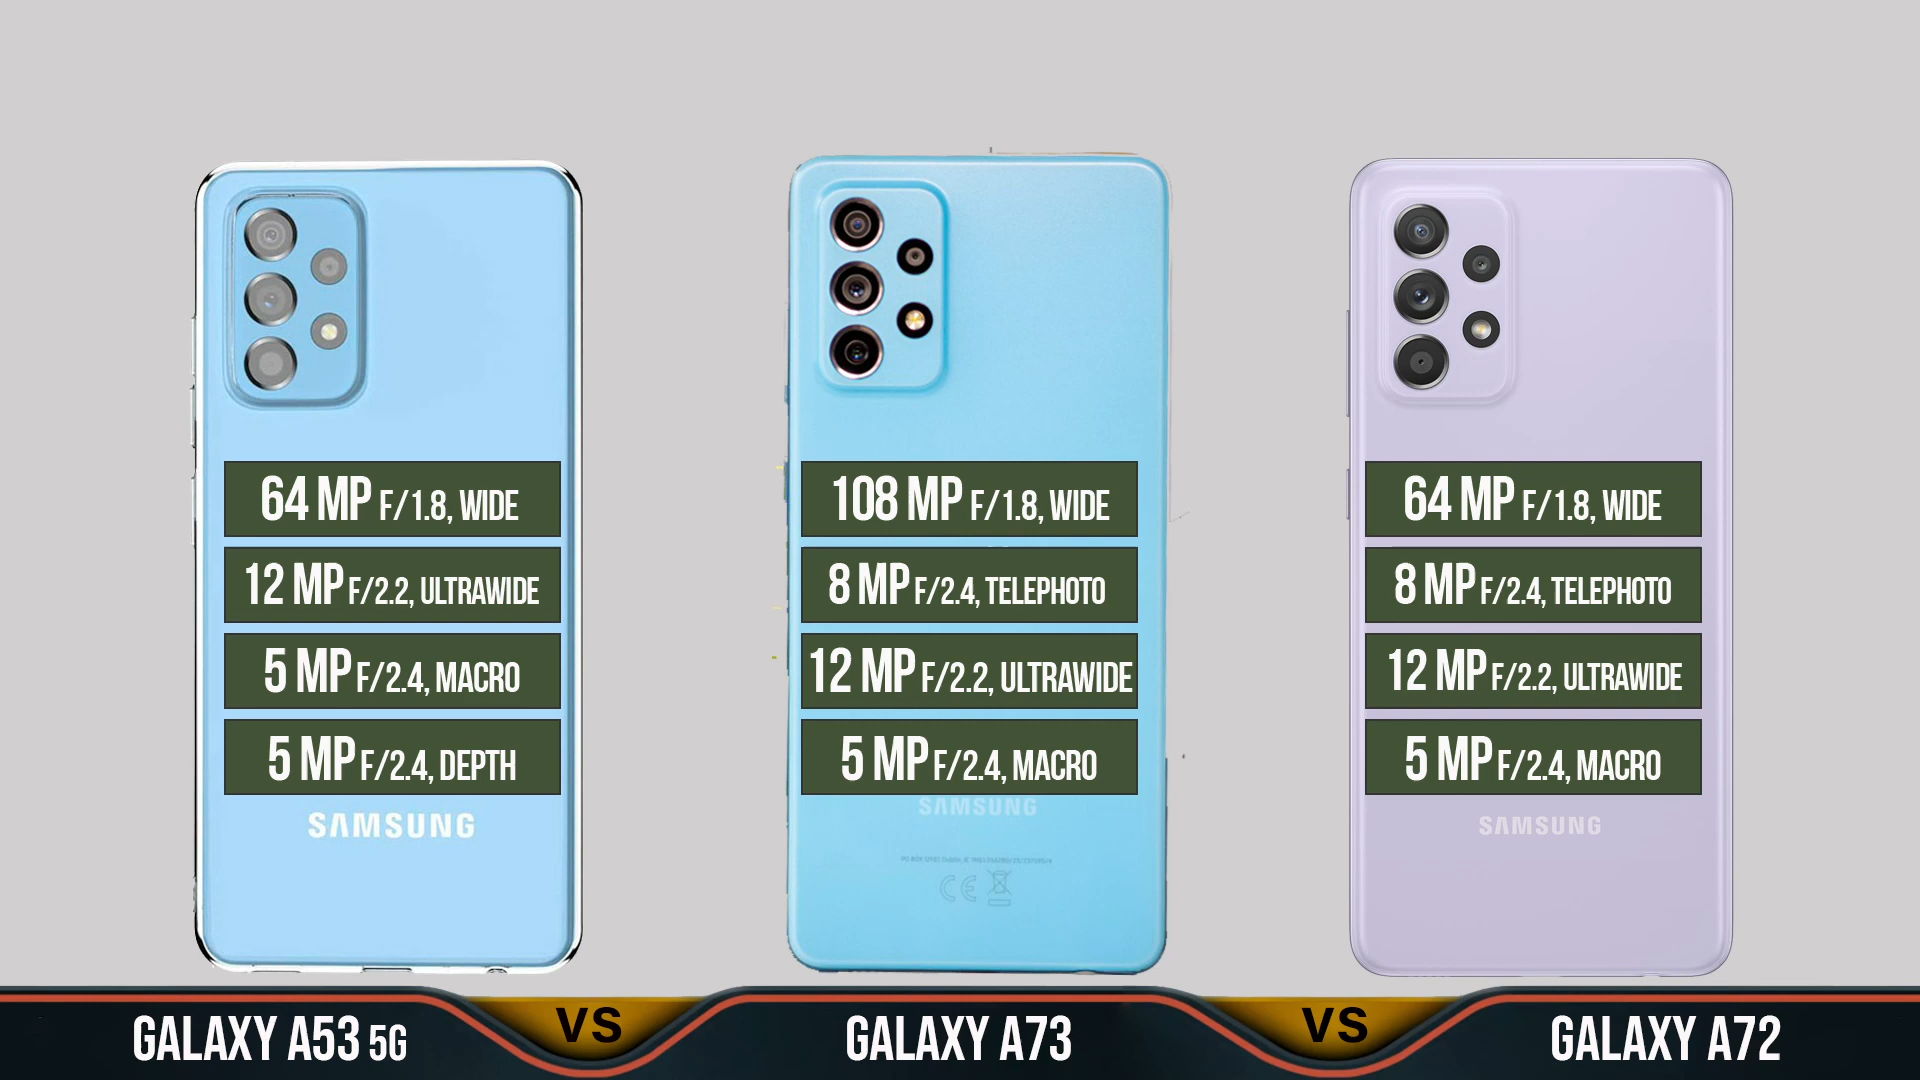 64 MP F/1.8, WIDE
12 MP F/2.2, ULTRAWIDE
5 MP F/2.4, MACRO
5 MP F/2.4, DEPTH
SAMSUNG
108 MP F/1.8, WIDE
8 MP F/2.4, TELEPHOTO
12 MP F/2.2, ULTRAWIDE
5 MP F/2.4, MACRO
SAMSUNG
CE
64 MP F/1.8, WIDE
8 MP F/2.4, TELEPHOTO
12 MP F/2.2, ULTRAWIDE
5 MP F/2.4, MACRO
SAMSUNG
GALAXY A53 5G VS GALAXY A73 VS GALAXY A72